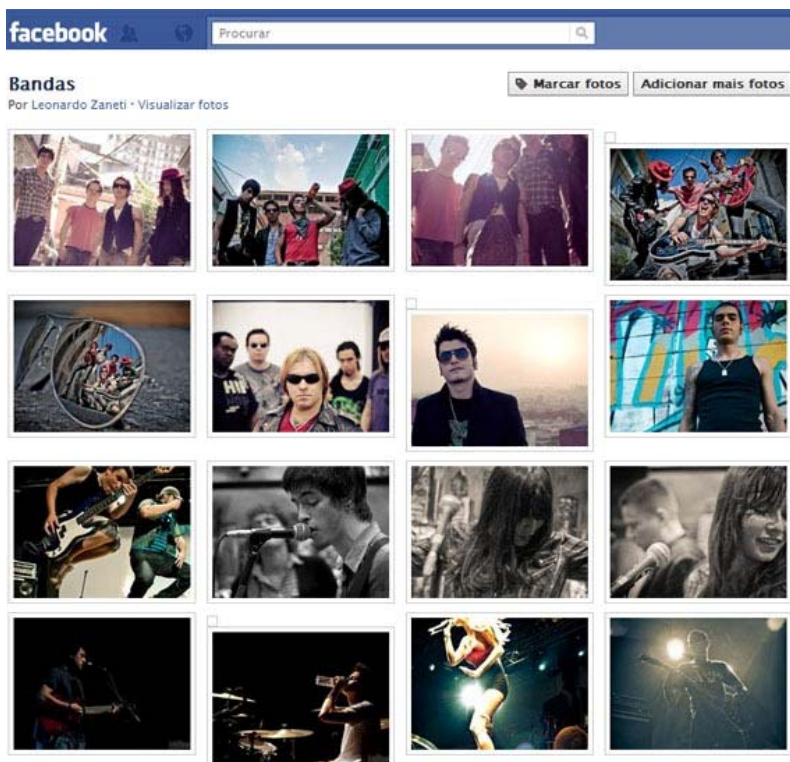 facebook
Procurar
Bandas
Marcar fotos
Adicionar mais fotos
Por Leonardo Zaneti · Visualizar fotos